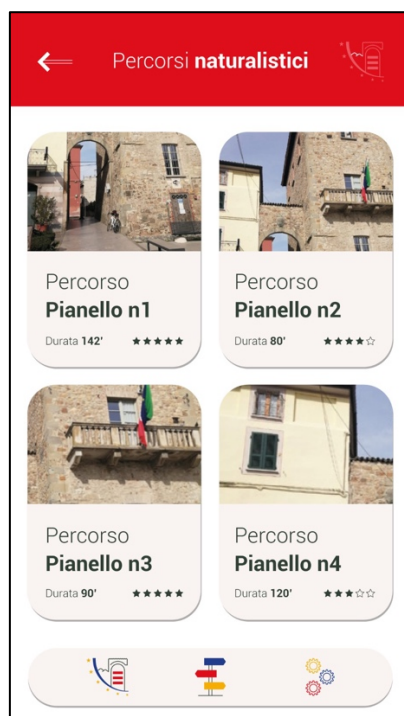 Percorsi naturalistici
Percorso
Pianello n1
Durata 142'
Percorso
Pianello n2
Durata 80'
Percorso
Pianello n3
Durata 90'
Percorso
Pianello n4
Durata 120'